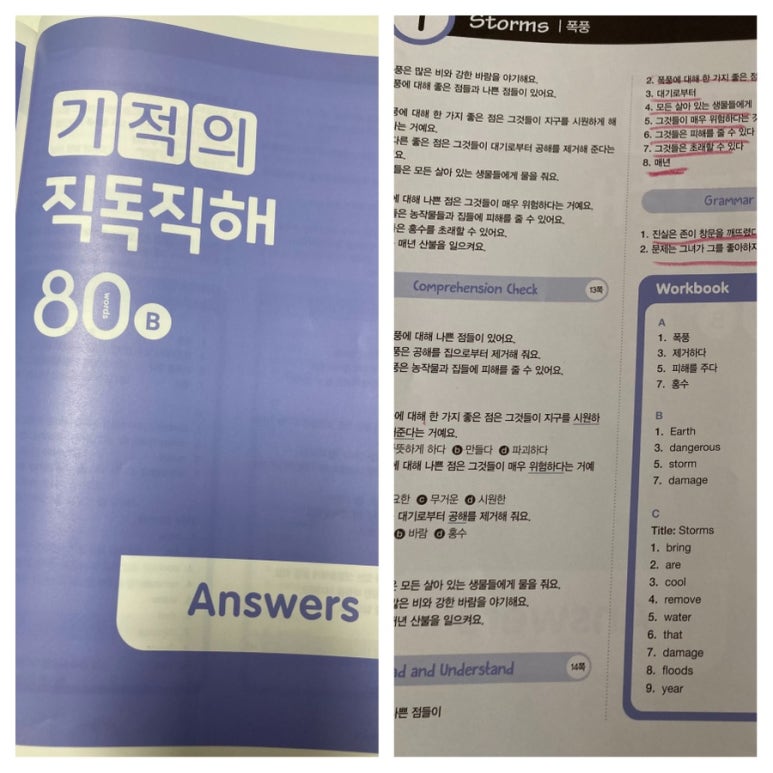 기적의
직독직해
80
words
B
Answers
1
Storms | 폭풍
풍은 많은 비와 강한 바람을 야기해요.
풍에 대해 좋은 점들과 나쁜 점들이 있어요.
에 대해 한 가지 좋은 점은 그것들이 지구를 시원하게 해
는 거예요.
다른 좋은 점은 그것들이 대기로부터 공해를 제거해 준다는
요.
들은 모든 살아 있는 생물들에게 물을 줘요.
에 대해 나쁜 점은 그것들이 매우 위험하다는 거예요.
은 농작물들과 집들에 피해를 줄 수 있어요.
은 홍수를 초래할 수 있어요.
매년 산불을 일으켜요.
Comprehension Check 13쪽
풍에 대해 나쁜 점들이 있어요.
풍은 공해를 집으로부터 제거해 줘요.
풍은 농작물과 집들에 피해를 줄 수 있어요.
에 대해 한 가지 좋은 점은 그것들이 지구를 시원하
준다는 거예요.
뜻하게 하다 ⓑ 만들다 ⓓ 파괴하다
에 대해 나쁜 점은 그것들이 매우 위험하다는 거예
요한 ⓒ 무거운 ⓓ 시원한
대기로부터 공해를 제거해 줘요.
ⓑ 바람 ⓓ 홍수
은 모든 살아 있는 생물들에게 물을 줘요.
많은 비와 강한 바람을 야기해요.
년 산불을 일으켜요.
d and Understand 14쪽
나쁜 점들이
2. 폭풍에 대해 한 가지 좋은 점
3. 대기로부터
4. 모든 살아 있는 생물들에게
5. 그것들이 매우 위험하다는
6. 그것들은 피해를 줄 수 있다
7. 그것들은 초래할 수 있다
8. 매년
Grammar
1. 진실은 존이 창문을 깨뜨렸다
2. 문제는 그녀가 그를 좋아하지
Workbook
A
1. 폭풍
3. 제거하다
5. 피해를 주다
7. 홍수
B
1. Earth
3. dangerous
5. storm
7. damage
C
Title: Storms
1. bring
2. are
3. cool
4. remove
5. water
6. that
7. damage
8. floods
9. year